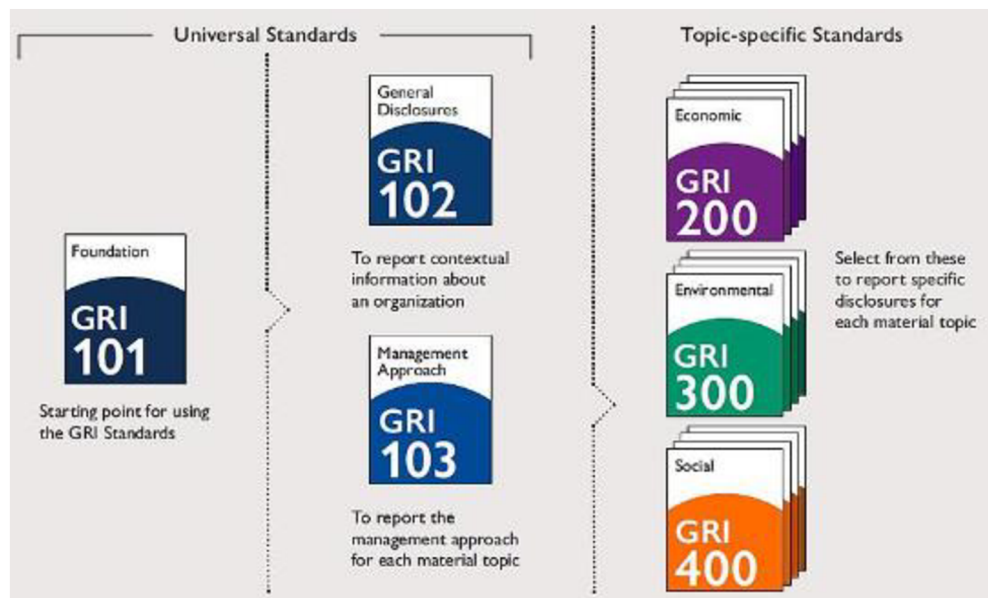 Universal Standards
Topic-specific Standards
Foundation
GRI
101
Starting point for using
the GRI Standards
General
Disclosures
GRI
102
To report contextual
information about
an organization
Management
Approach
GRI
103
To report the
management approach
for each material topic
Economic
GRI
200
Environmental
GRI
300
Social
GRI
400
Select from these
to report specific
disclosures for
each material topic